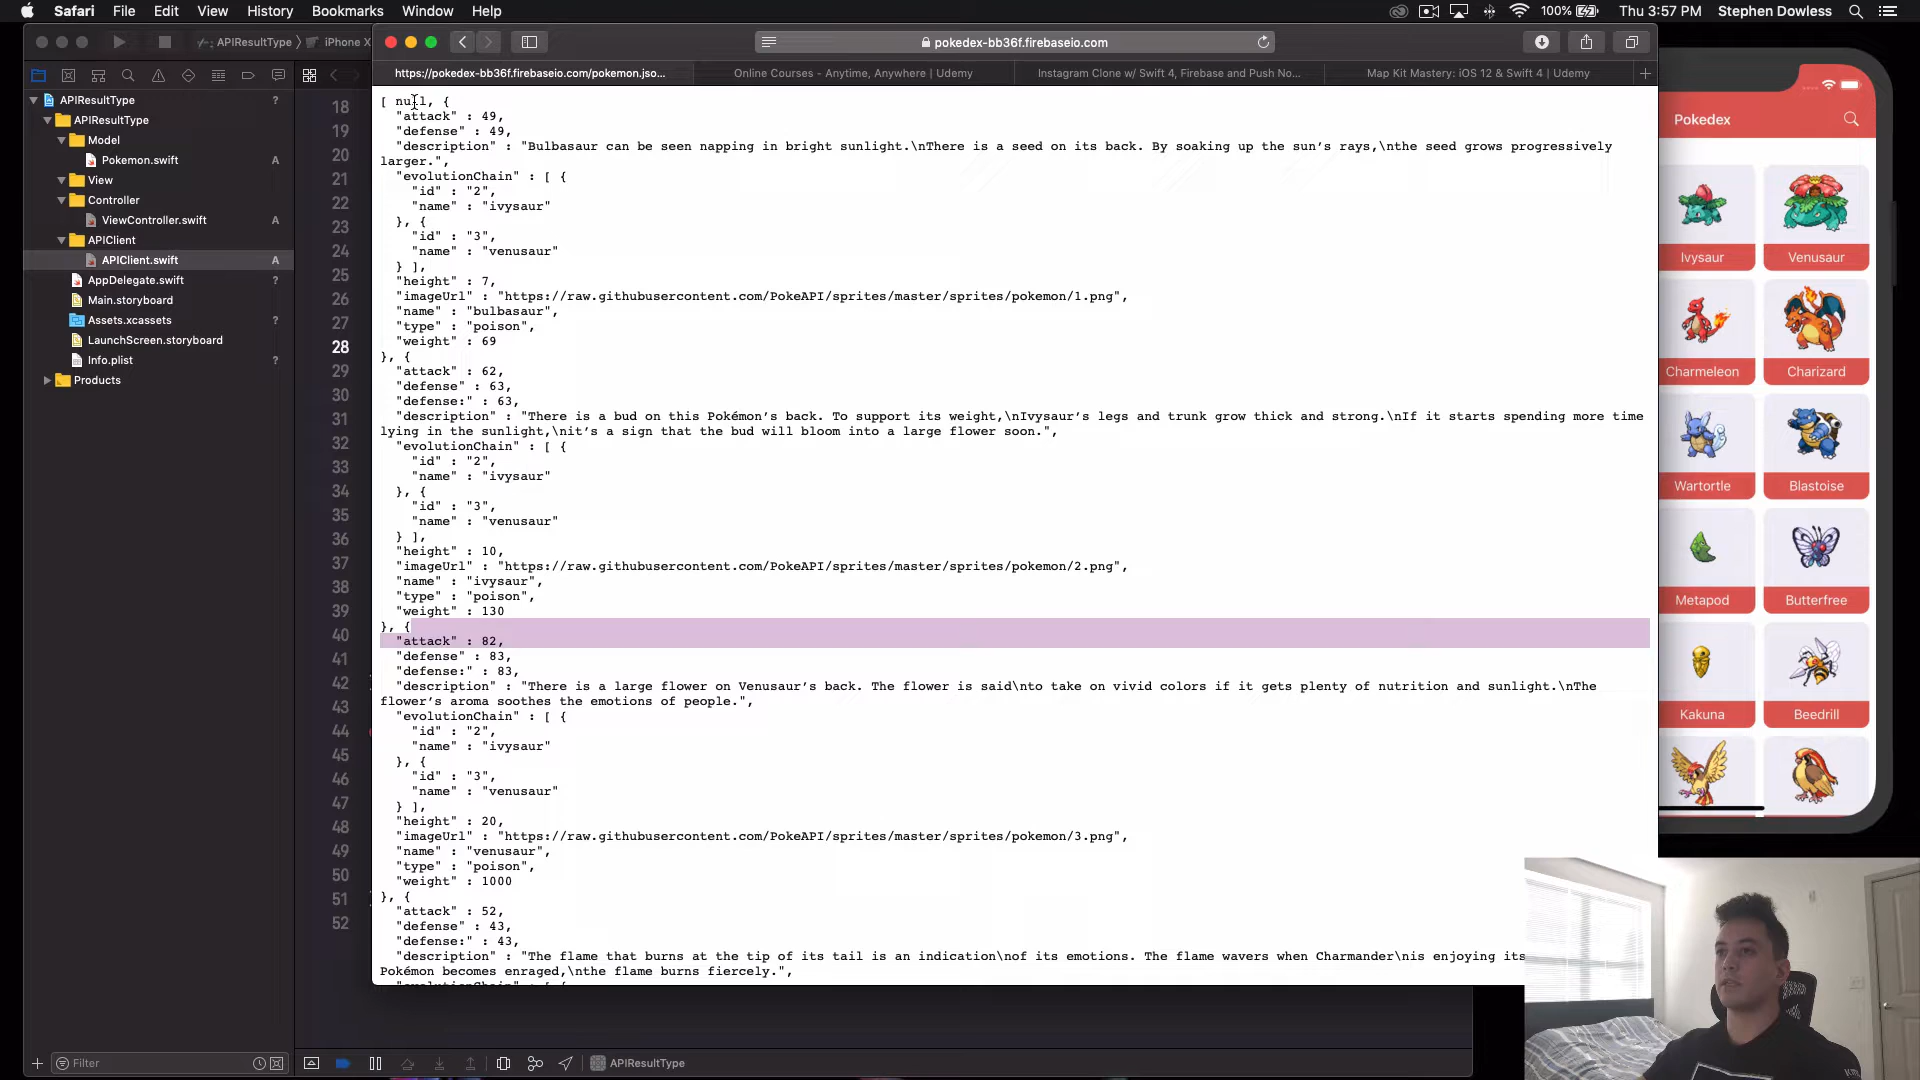 Safari File Edit View History Bookmarks Window Help 100% Thu 3:57 PM Stephen Dowless
APIResultType iPhone X
pokedex-bb36f.firebaseio.com
https://pokedex-bb36f.firebaseio.com/pokemon.jso...
Online Courses - Anytime, Anywhere | Udemy
Instagram Clone w/ Swift 4, Firebase and Push No...
Map Kit Mastery: iOS 12 & Swift 4 | Udemy
APIResultType ?
APIResultType
Model
Pokemon.swift A
View
Controller
ViewController.swift A
APIClient
APIClient.swift A
AppDelegate.swift ?
Main.storyboard
Assets.xcassets ?
LaunchScreen.storyboard
Info.plist ?
Products
Filter
18
19
20
21
22
23
24
25
26
27
28
29
30
31
32
33
34
35
36
37
38
39
40
41
42
43
44
45
46
47
48
49
50
51
52
[ null, {
"attack" : 49,
"defense" : 49,
"description" : "Bulbasaur can be seen napping in bright sunlight.\nThere is a seed on its back. By soaking up the sun’s rays,\nthe seed grows progressively
larger.",
"evolutionChain" : [ {
"id" : "2",
"name" : "ivysaur"
}, {
"id" : "3",
"name" : "venusaur"
} ],
"height" : 7,
"imageUrl" : "https://raw.githubusercontent.com/PokeAPI/sprites/master/sprites/pokemon/1.png",
"name" : "bulbasaur",
"type" : "poison",
"weight" : 69
}, {
"attack" : 62,
"defense" : 63,
"defense:" : 63,
"description" : "There is a bud on this Pokémon’s back. To support its weight,\nIvysaur’s legs and trunk grow thick and strong.\nIf it starts spending more time
lying in the sunlight,\nit’s a sign that the bud will bloom into a large flower soon.",
"evolutionChain" : [ {
"id" : "2",
"name" : "ivysaur"
}, {
"id" : "3",
"name" : "venusaur"
} ],
"height" : 10,
"imageUrl" : "https://raw.githubusercontent.com/PokeAPI/sprites/master/sprites/pokemon/2.png",
"name" : "ivysaur",
"type" : "poison",
"weight" : 130
}, {
"attack" : 82,
"defense" : 83,
"defense:" : 83,
"description" : "There is a large flower on Venusaur’s back. The flower is said\nto take on vivid colors if it gets plenty of nutrition and sunlight.\nThe
flower’s aroma soothes the emotions of people.",
"evolutionChain" : [ {
"id" : "2",
"name" : "ivysaur"
}, {
"id" : "3",
"name" : "venusaur"
} ],
"height" : 20,
"imageUrl" : "https://raw.githubusercontent.com/PokeAPI/sprites/master/sprites/pokemon/3.png",
"name" : "venusaur",
"type" : "poison",
"weight" : 1000
}, {
"attack" : 52,
"defense" : 43,
"defense:" : 43,
"description" : "The flame that burns at the tip of its tail is an indication\nof its emotions. The flame wavers when Charmander\nis enjoying its
Pokémon becomes enraged,\nthe flame burns fiercely.",
"evolutionChain" : [ {
APIResultType
Pokedex
Ivysaur Venusaur
Charmeleon Charizard
Wartortle Blastoise
Metapod Butterfree
Kakuna Beedrill